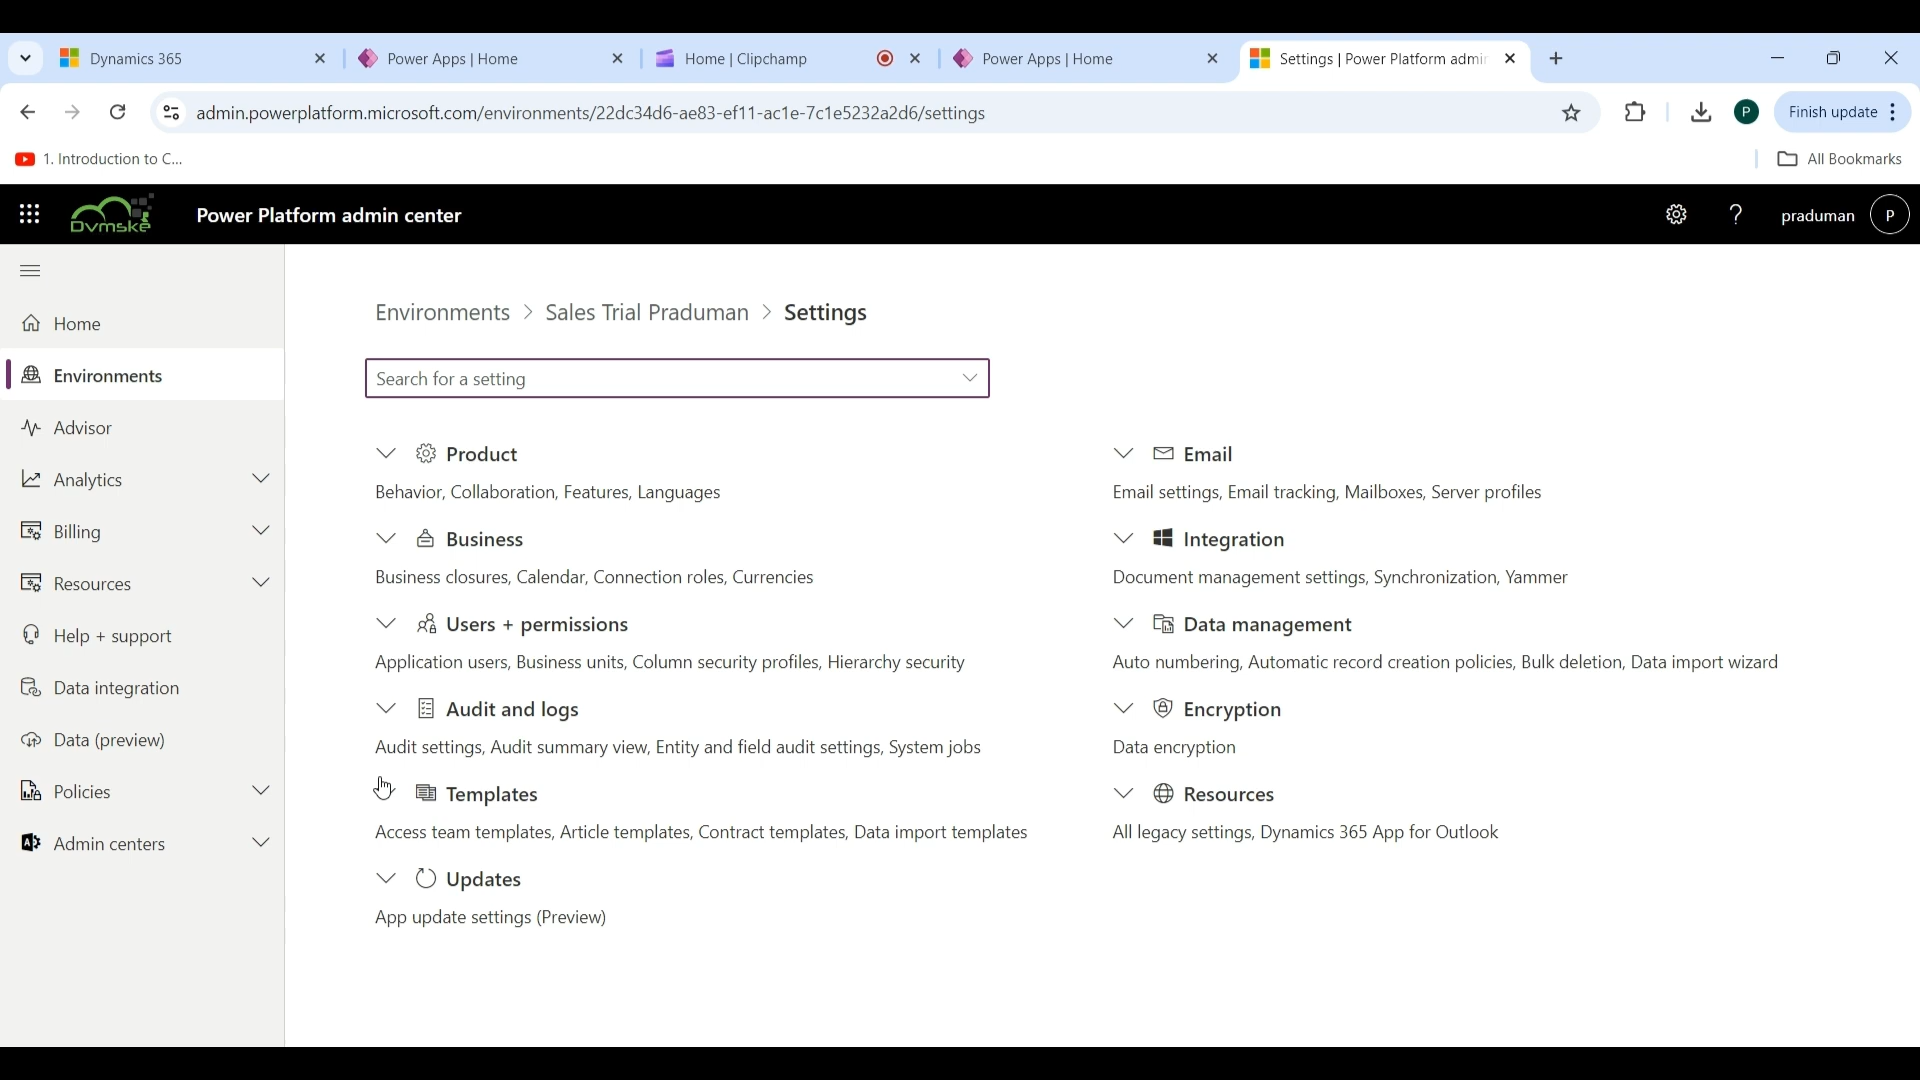 Dynamics 365
Power Apps | Home
Home | Clipchamp
Power Apps | Home
Settings | Power Platform admi
admin.powerplatform.microsoft.com/environments/22dc34d6-ae83-ef11-ac1e-7c1e5232a2d6/settings
P
Finish update
1. Introduction to C...
All Bookmarks
Dvmske
Power Platform admin center
praduman
P
Home
Environments
Advisor
Analytics
Billing
Resources
Help + support
Data integration
Data (preview)
Policies
Admin centers
Environments > Sales Trial Praduman > Settings
Search for a setting
Product
Behavior, Collaboration, Features, Languages
Business
Business closures, Calendar, Connection roles, Currencies
Users + permissions
Application users, Business units, Column security profiles, Hierarchy security
Audit and logs
Audit settings, Audit summary view, Entity and field audit settings, System jobs
Templates
Access team templates, Article templates, Contract templates, Data import templates
Updates
App update settings (Preview)
Email
Email settings, Email tracking, Mailboxes, Server profiles
Integration
Document management settings, Synchronization, Yammer
Data management
Auto numbering, Automatic record creation policies, Bulk deletion, Data import wizard
Encryption
Data encryption
Resources
All legacy settings, Dynamics 365 App for Outlook